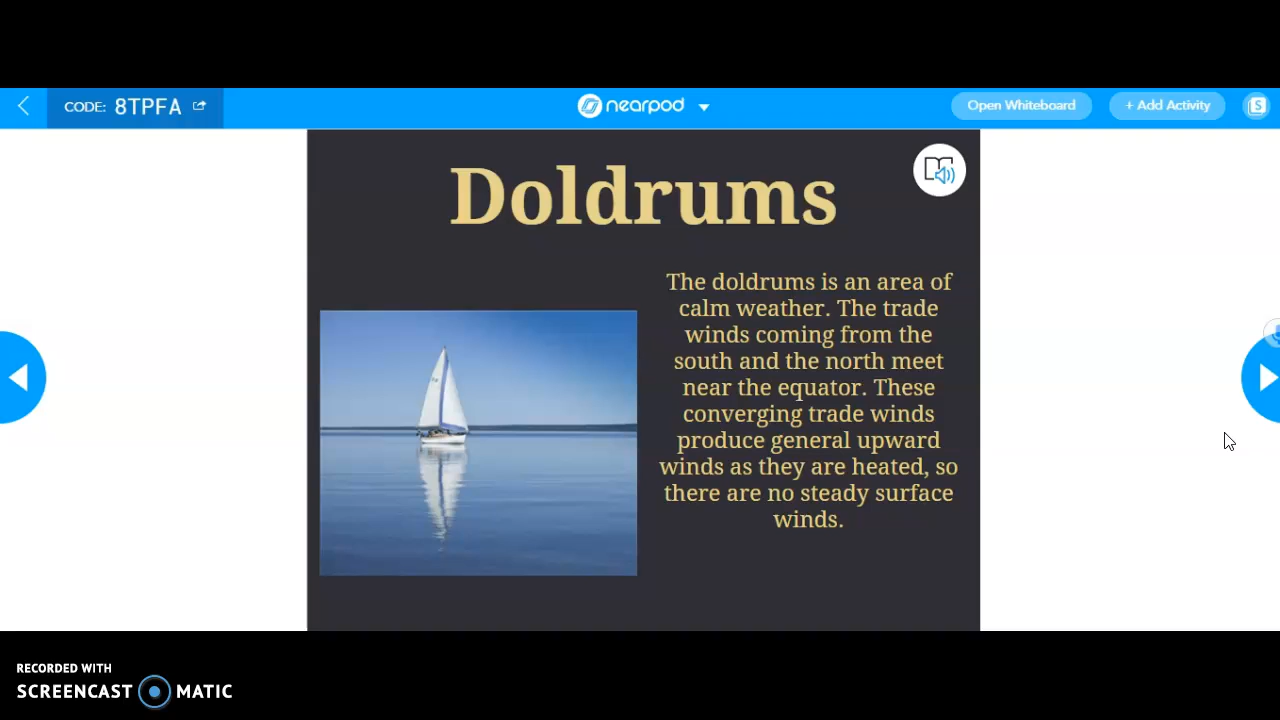 CODE: 8TPFA
nearpod
Open Whiteboard
+ Add Activity
S
Doldrums
The doldrums is an area of
calm weather. The trade
winds coming from the
south and the north meet
near the equator. These
converging trade winds
produce general upward
winds as they are heated, so
there are no steady surface
winds.
RECORDED WITH
SCREENCAST MATIC